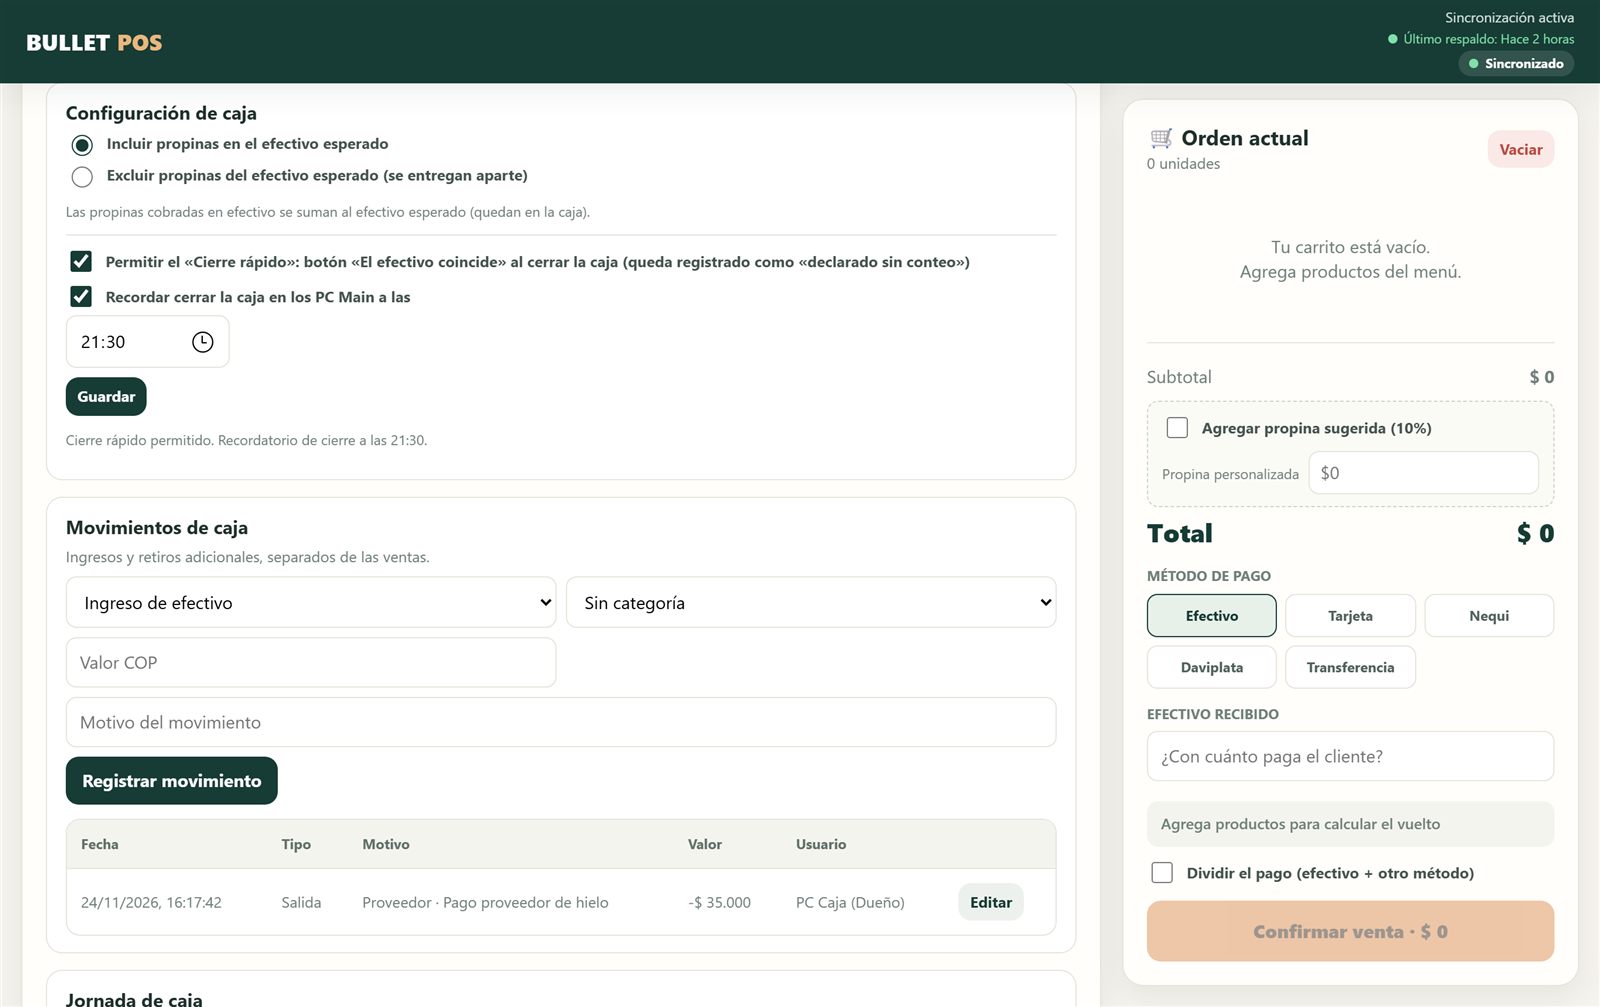 BULLET POS
Sincronización activa
Último respaldo: Hace 2 horas
Sincronizado
Configuración de caja
Incluir propinas en el efectivo esperado
Excluir propinas del efectivo esperado (se entregan aparte)
Las propinas cobradas en efectivo se suman al efectivo esperado (quedan en la caja).
Permitir el «Cierre rápido»: botón «El efectivo coincide» al cerrar la caja (queda registrado como «declarado sin conteo»)
Recordar cerrar la caja en los PC Main a las
21:30
Guardar
Cierre rápido permitido. Recordatorio de cierre a las 21:30.
Movimientos de caja
Ingresos y retiros adicionales, separados de las ventas.
Ingreso de efectivo
Sin categoría
Valor COP
Motivo del movimiento
Registrar movimiento
Fecha Tipo Motivo Valor Usuario
24/11/2026, 16:17:42 Salida Proveedor · Pago proveedor de hielo -$ 35.000 PC Caja (Dueño) Editar
Jornada de caja
Orden actual
0 unidades
Vaciar
Tu carrito está vacío.
Agrega productos del menú.
Subtotal $ 0
Agregar propina sugerida (10%)
Propina personalizada $0
Total $ 0
MÉTODO DE PAGO
Efectivo Tarjeta Nequi
Daviplata Transferencia
EFECTIVO RECIBIDO
¿Con cuánto paga el cliente?
Agrega productos para calcular el vuelto
Dividir el pago (efectivo + otro método)
Confirmar venta · $ 0